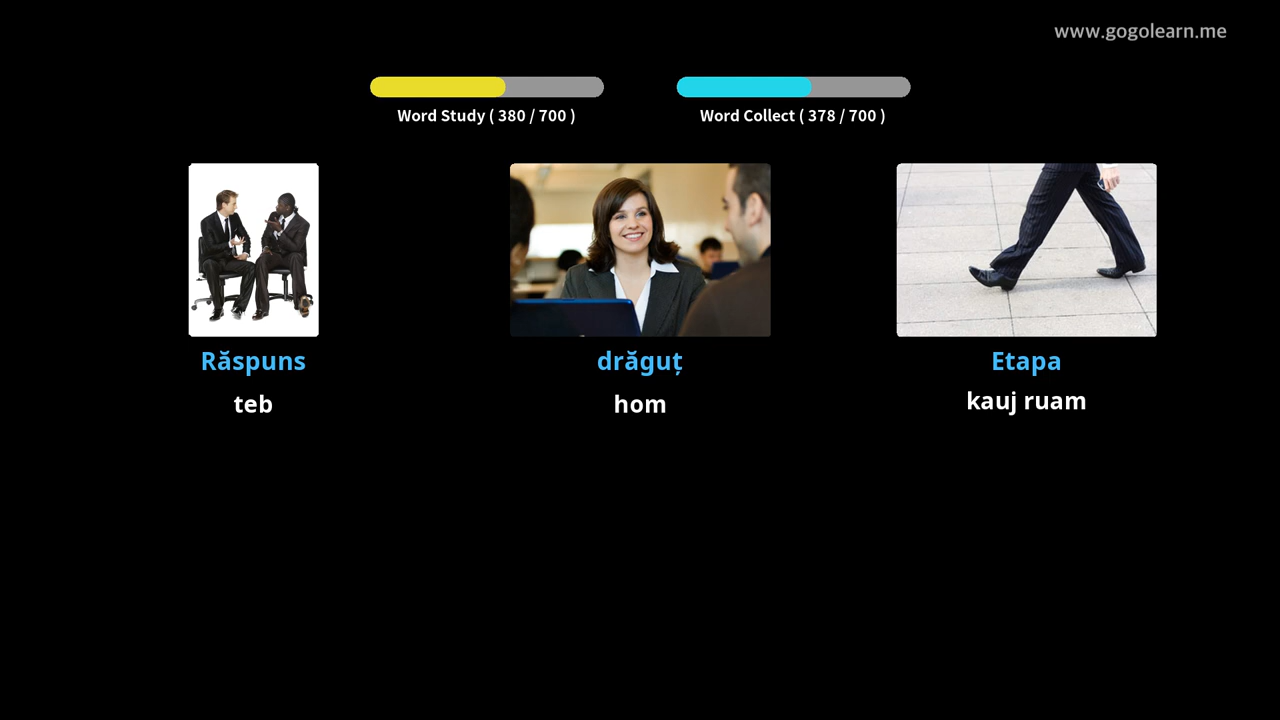 www.gogolearn.me
Word Study ( 380 / 700 )
Word Collect ( 378 / 700 )
Răspuns
drăguț
Etapa
teb
hom
kauj ruam